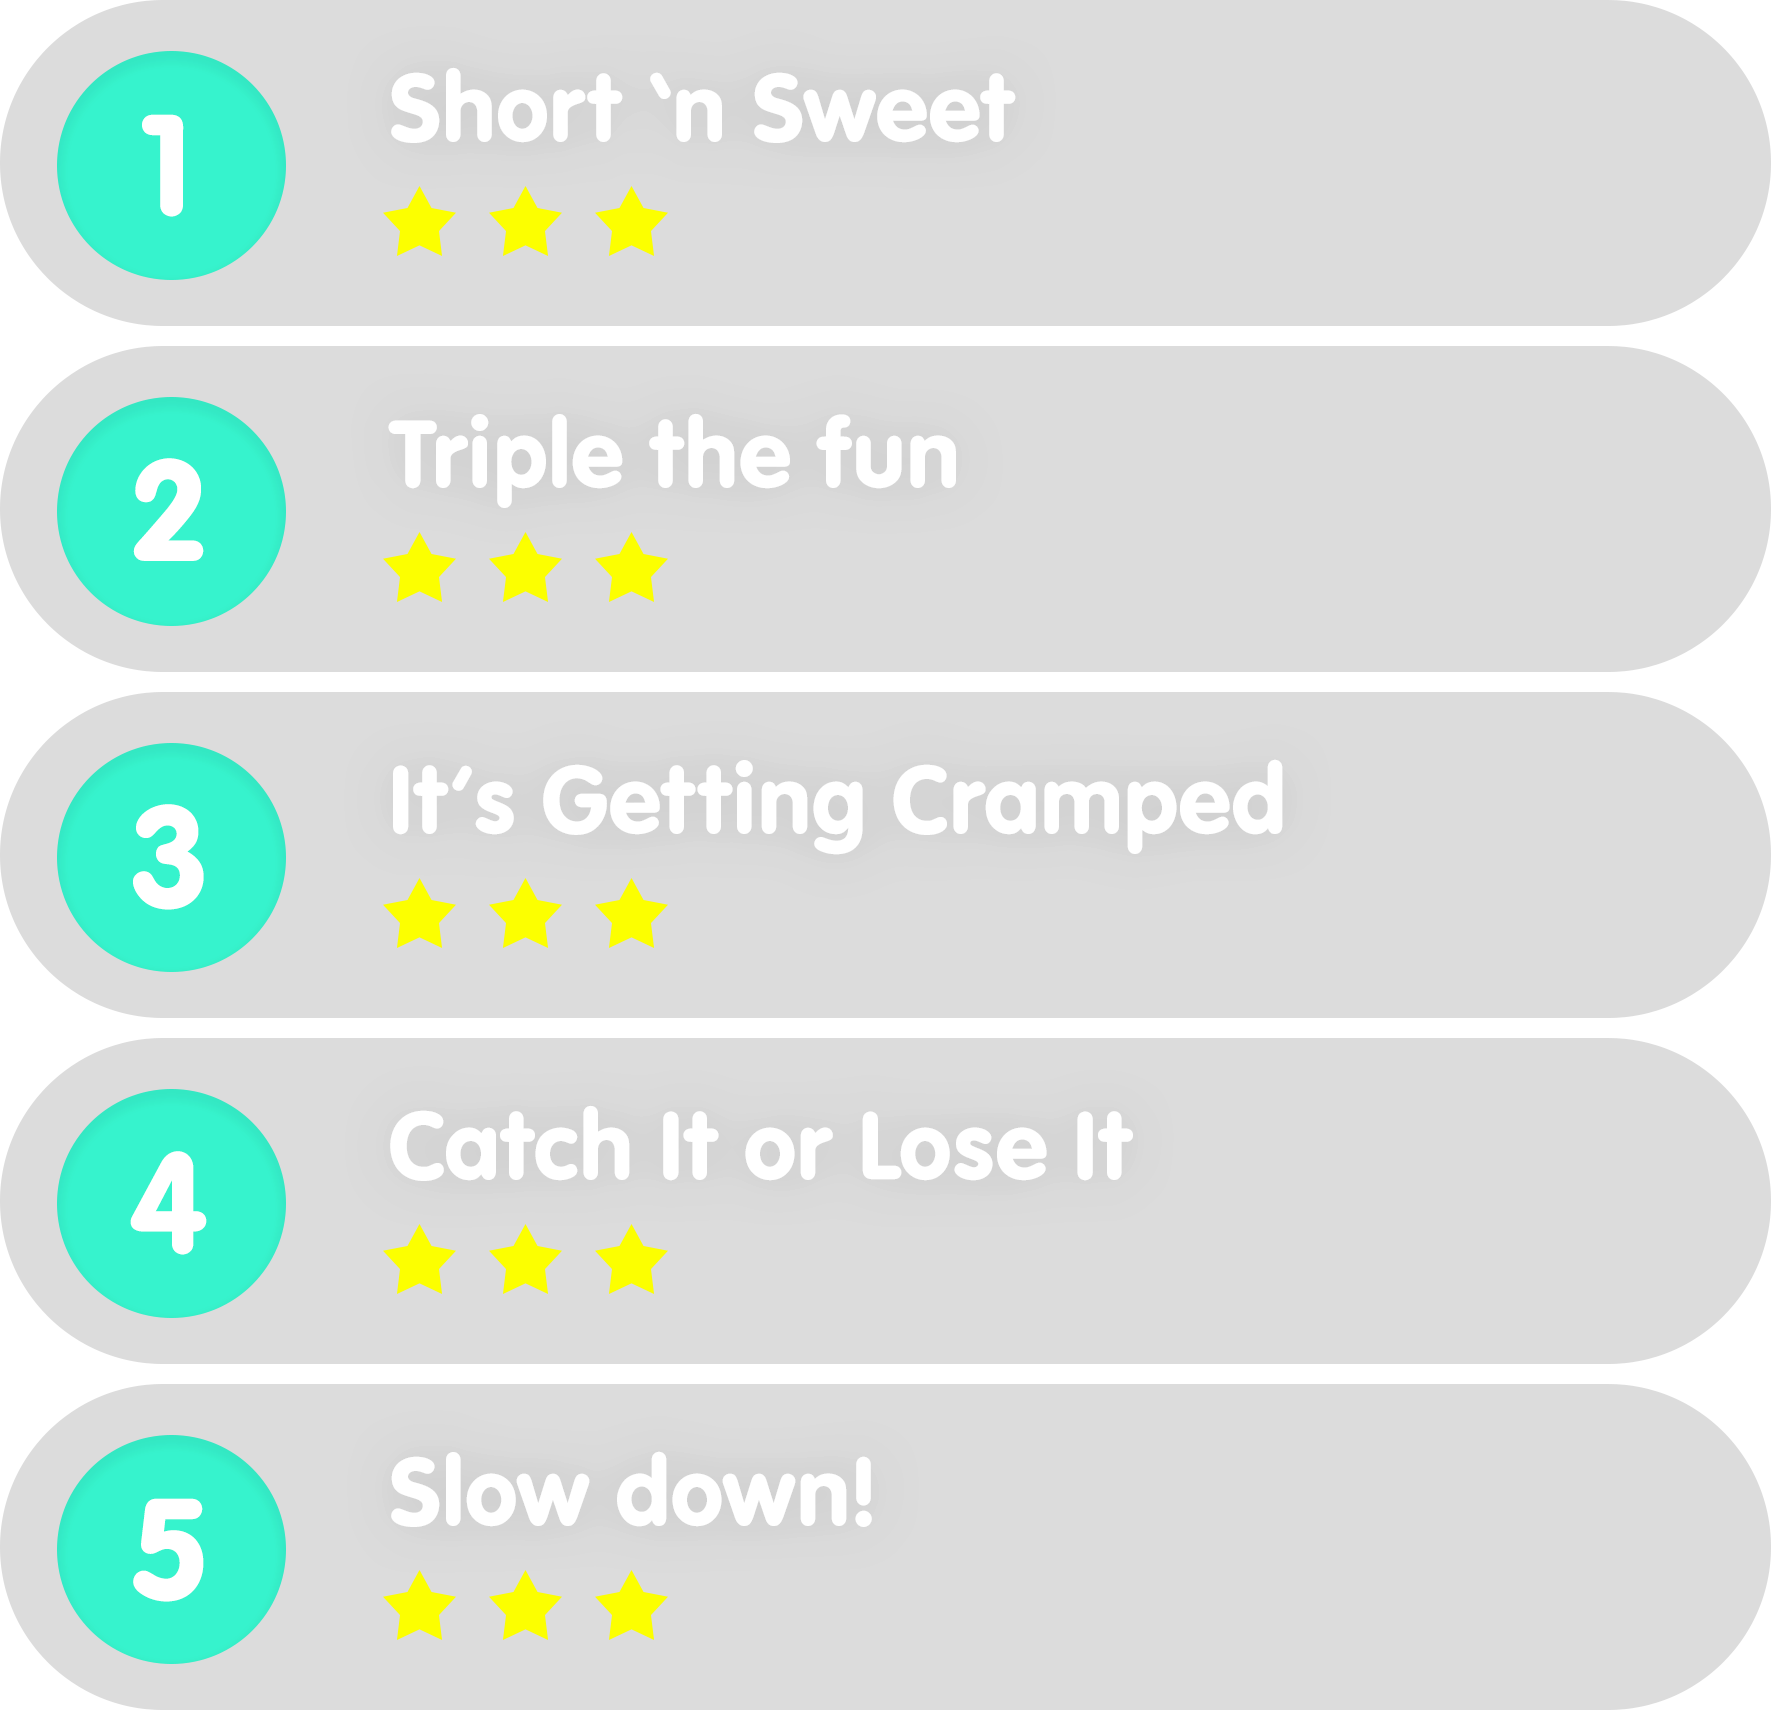 1
Short `n Sweet
2
Triple the fun
3
It's Getting Cramped
4
Catch It or Lose It
5
Slow down!